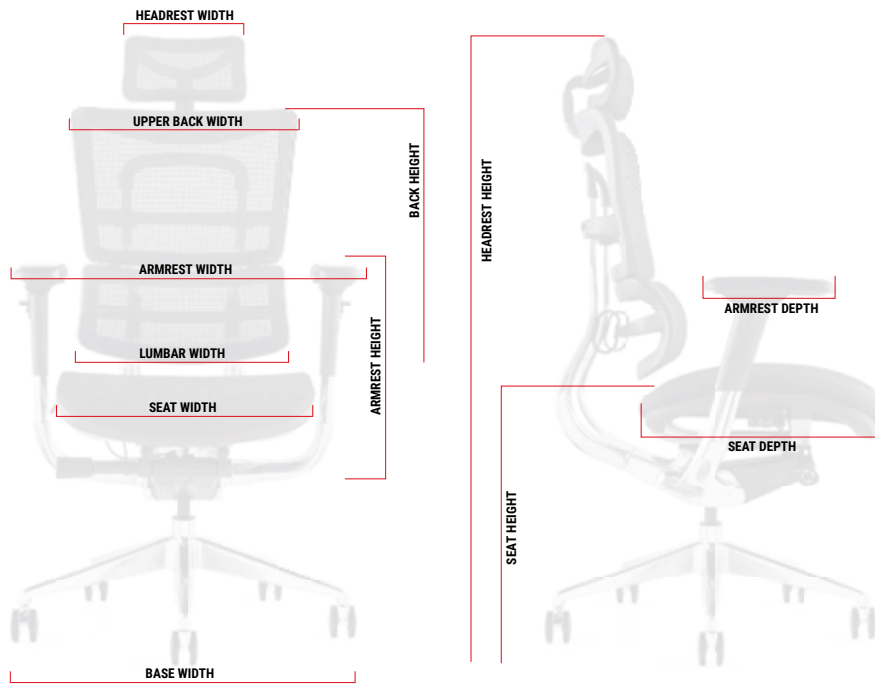 HEADREST WIDTH
UPPER BACK WIDTH
BACK HEIGHT
ARMREST WIDTH
ARMREST HEIGHT
LUMBAR WIDTH
SEAT WIDTH
BASE WIDTH
HEADREST HEIGHT
ARMREST DEPTH
SEAT DEPTH
SEAT HEIGHT